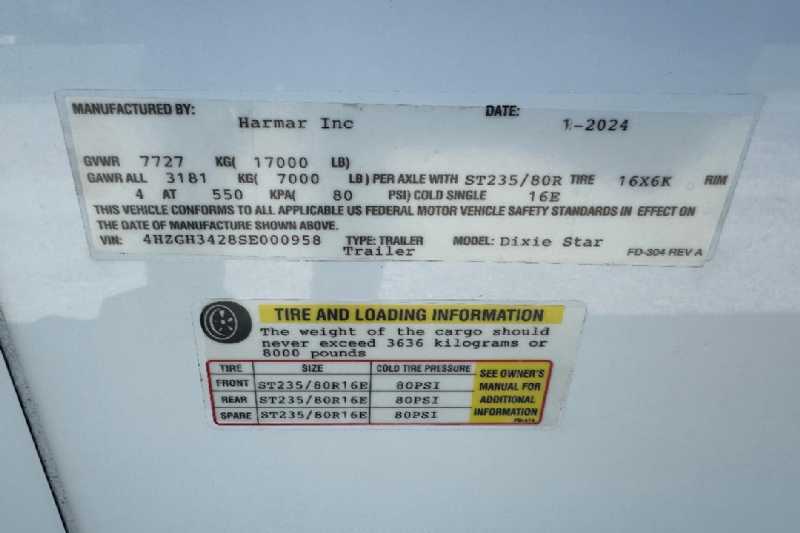 MANUFACTURED BY: DATE:
Harmar Inc 1-2024
GVWR 7727 KG( 17000 LB)
GAWR ALL 3181 KG( 7000 LB) PER AXLE WITH ST235/80R TIRE 16X6K RIM
4 AT 550 KPA( 80 PSI) COLD SINGLE 16E
THIS VEHICLE CONFORMS TO ALL APPLICABLE US FEDERAL MOTOR VEHICLE SAFETY STANDARDS IN EFFECT ON
THE DATE OF MANUFACTURE SHOWN ABOVE.
VIN: 4HZGH3428SE000958 TYPE: TRAILER MODEL: Dixie Star
Trailer FD-304 REV A
TIRE AND LOADING INFORMATION
The weight of the cargo should
never exceed 3636 kilograms or
8000 pounds
TIRE SIZE COLD TIRE PRESSURE
FRONT ST235/80R16E 80PSI
REAR ST235/80R16E 80PSI
SPARE ST235/80R16E 80PSI
SEE OWNER'S
MANUAL FOR
ADDITIONAL
INFORMATION